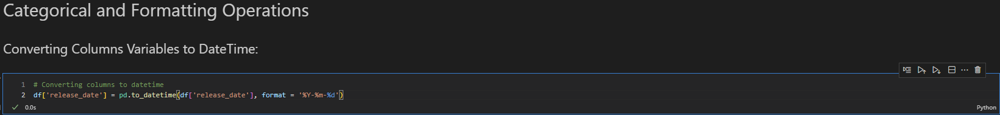 Categorical and Formatting Operations
Converting Columns Variables to DateTime:
1 # Converting columns to datetime
2 df['release_date'] = pd.to_datetime(df['release_date'], format = '%Y-%m-%d')
0.0s
Python